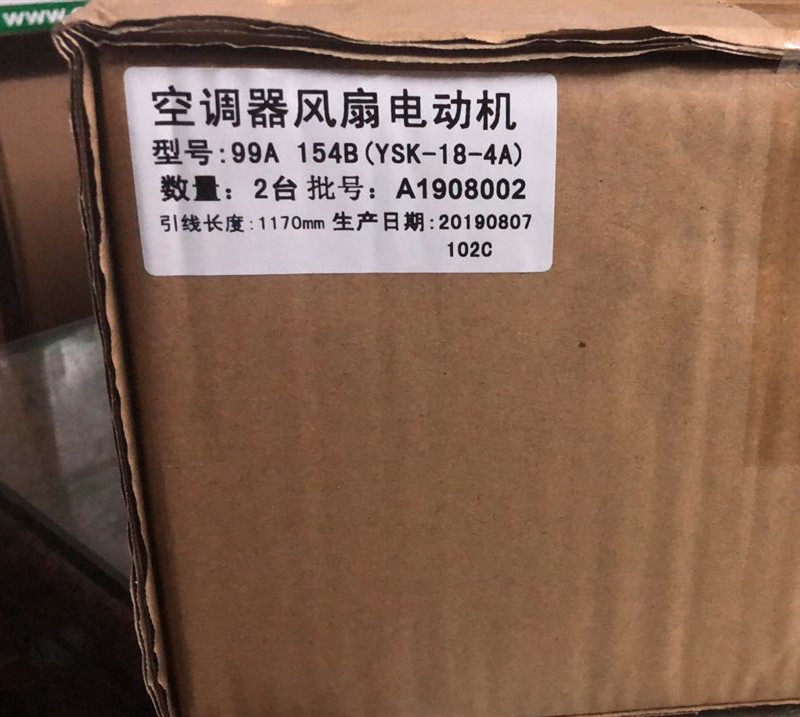 www.
空调器风扇电动机
型号:99A 154B(YSK-18-4A)
数量：2台 批号：A1908002
引线长度:1170mm 生产日期:20190807
102C